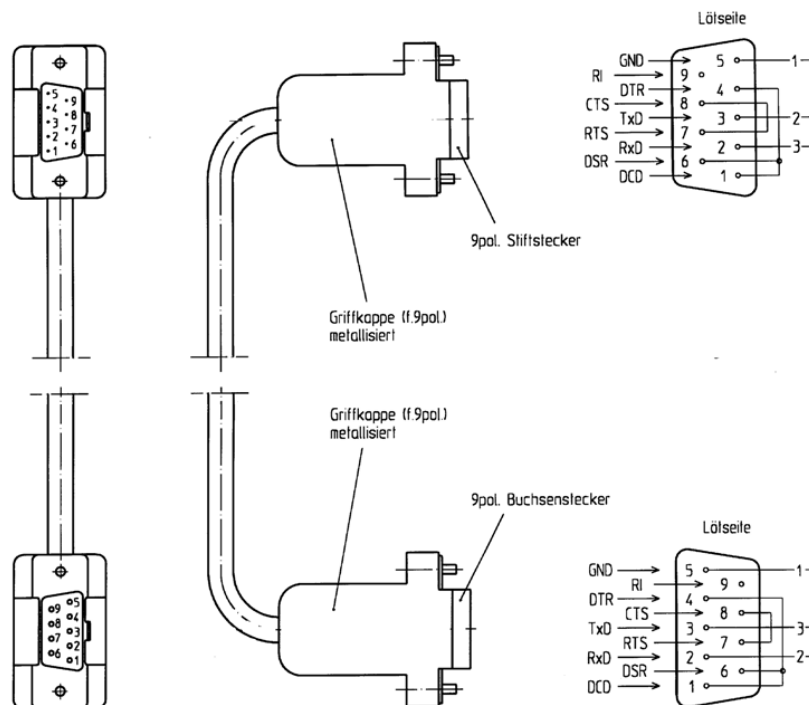 Lötseite
GND 5 1
RI 9
DTR 4
CTS 8
TxD 3 2
RTS 7
RxD 2 3
DSR 6
DCD 1
5
9
4
8
3
7
2
6
1
9pol. Stiftstecker
Griffkappe (f.9pol.)
metallisiert
Griffkappe (f.9pol.)
metallisiert
9pol. Buchsenstecker
Lötseite
GND 5 1
RI 9
DTR 4
CTS 8
TxD 3 3
RTS 7
RxD 2 2
DSR 6
DCD 1
5
9
4
8
3
7
2
6
1